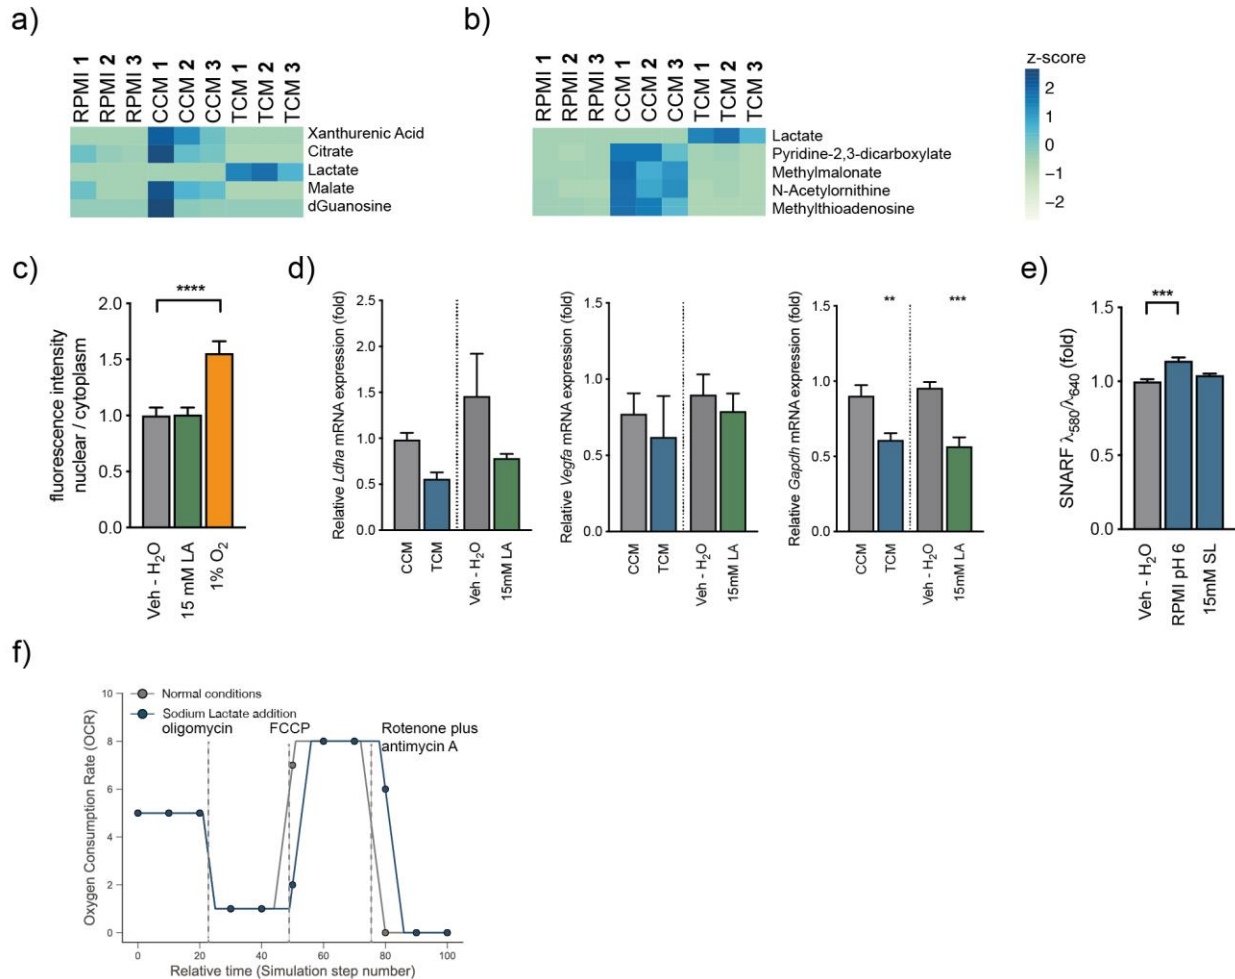 a)
RPMI 1
RPMI 2
RPMI 3
CCM 1
CCM 2
CCM 3
TCM 1
TCM 2
TCM 3
Xanthurenic Acid
Citrate
Lactate
Malate
dGuanosine
b)
RPMI 1
RPMI 2
RPMI 3
CCM 1
CCM 2
CCM 3
TCM 1
TCM 2
TCM 3
Lactate
Pyridine-2,3-dicarboxylate
Methylmalonate
N-Acetylornithine
Methylthioadenosine
z-score
2
1
0
−1
−2
c)
fluorescence intensity
nuclear / cytoplasm
2.0
1.5
1.0
0.5
0.0
****
Veh - H2O
15 mM LA
1% O2
d)
Relative Ldha mRNA expression (fold)
2.5
2.0
1.5
1.0
0.5
0.0
CCM
TCM
Veh - H2O
15mM LA
Relative Vegfa mRNA expression (fold)
1.5
1.0
0.5
0.0
CCM
TCM
Veh - H2O
15mM LA
Relative Gapdh mRNA expression (fold)
1.5
1.0
0.5
0.0
**
***
CCM
TCM
Veh - H2O
15mM LA
e)
SNARF λ580/λ640 (fold)
1.5
1.0
0.5
0.0
***
Veh - H2O
RPMI pH 6
15mM SL
f)
Oxygen Consumption Rate (OCR)
10
8
6
4
2
0
Normal conditions
Sodium Lactate addition
oligomycin
FCCP
Rotenone plus
antimycin A
0
20
40
60
80
100
Relative time (Simulation step number)